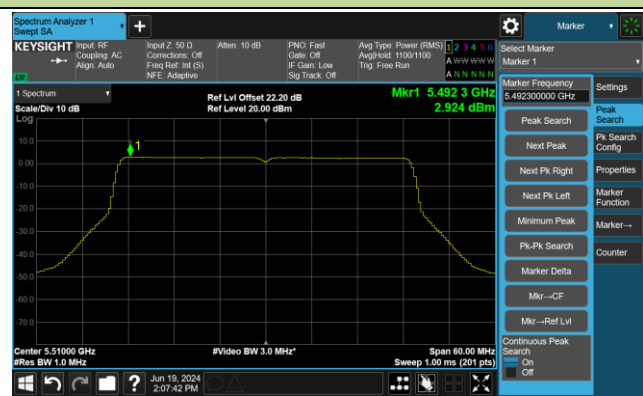 Spectrum Analyzer 1
Swept SA
Marker
KEYSIGHT
Input: RF
Coupling: AC
Align: Auto
Input Z: 50 Ω
Corrections: Off
Freq Ref: Int (S)
NFE: Adaptive
Atten: 10 dB
PNO: Fast
Gate: Off
IF Gain: Low
Sig Track: Off
Avg Type: Power (RMS)
Avg|Hold: 1100/1100
Trig: Free Run
1 2 3 4 5 6
A W W W W W
A N N N N N
Select Marker
Marker 1
1 Spectrum
Scale/Div 10 dB
Log
Ref Lvl Offset 22.20 dB
Ref Level 20.00 dBm
Mkr1 5.492 3 GHz
2.924 dBm
1
10.0
0.00
-10.0
-20.0
-30.0
-40.0
-50.0
-60.0
-70.0
Center 5.51000 GHz
#Res BW 1.0 MHz
#Video BW 3.0 MHz*
Span 60.00 MHz
Sweep 1.00 ms (201 pts)
Marker Frequency
5.492300000 GHz
Peak Search
Next Peak
Next Pk Right
Next Pk Left
Minimum Peak
Pk-Pk Search
Marker Delta
Mkr→CF
Mkr→Ref Lvl
Continuous Peak
Search
On
Off
Settings
Peak
Search
Pk Search
Config
Properties
Marker
Function
Marker→
Counter
?
Jun 19, 2024
2:07:42 PM